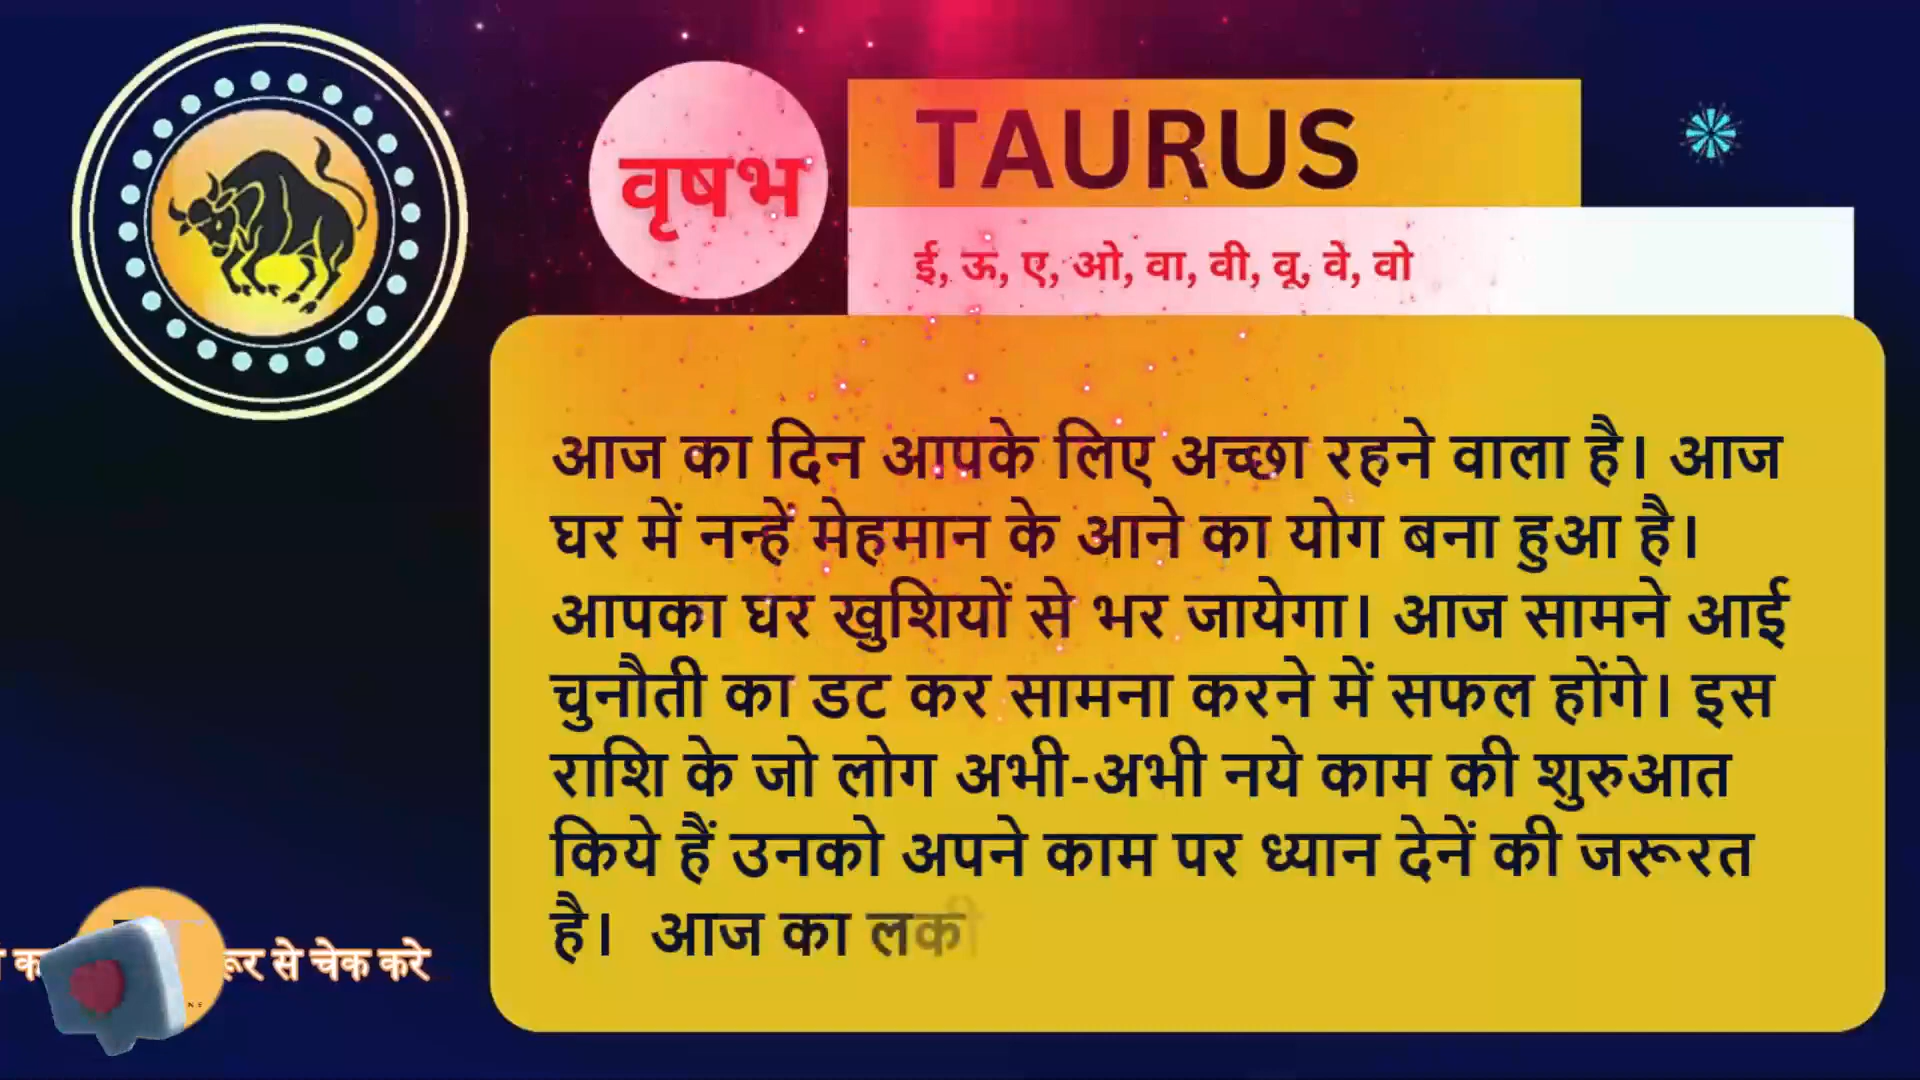 वृषभ
TAURUS
ई, ऊ, ए, ओ, वा, वी, वू, वे, वो
आज का दिन आपके लिए अच्छा रहने वाला है। आज
घर में नन्हें मेहमान के आने का योग बना हुआ है।
आपका घर खुशियों से भर जायेगा। आज सामने आई
चुनौती का डट कर सामना करने में सफल होंगे। इस
राशि के जो लोग अभी-अभी नये काम की शुरुआत
किये हैं उनको अपने काम पर ध्यान देनें की जरूरत
है। आज का लकी
से चेक करे